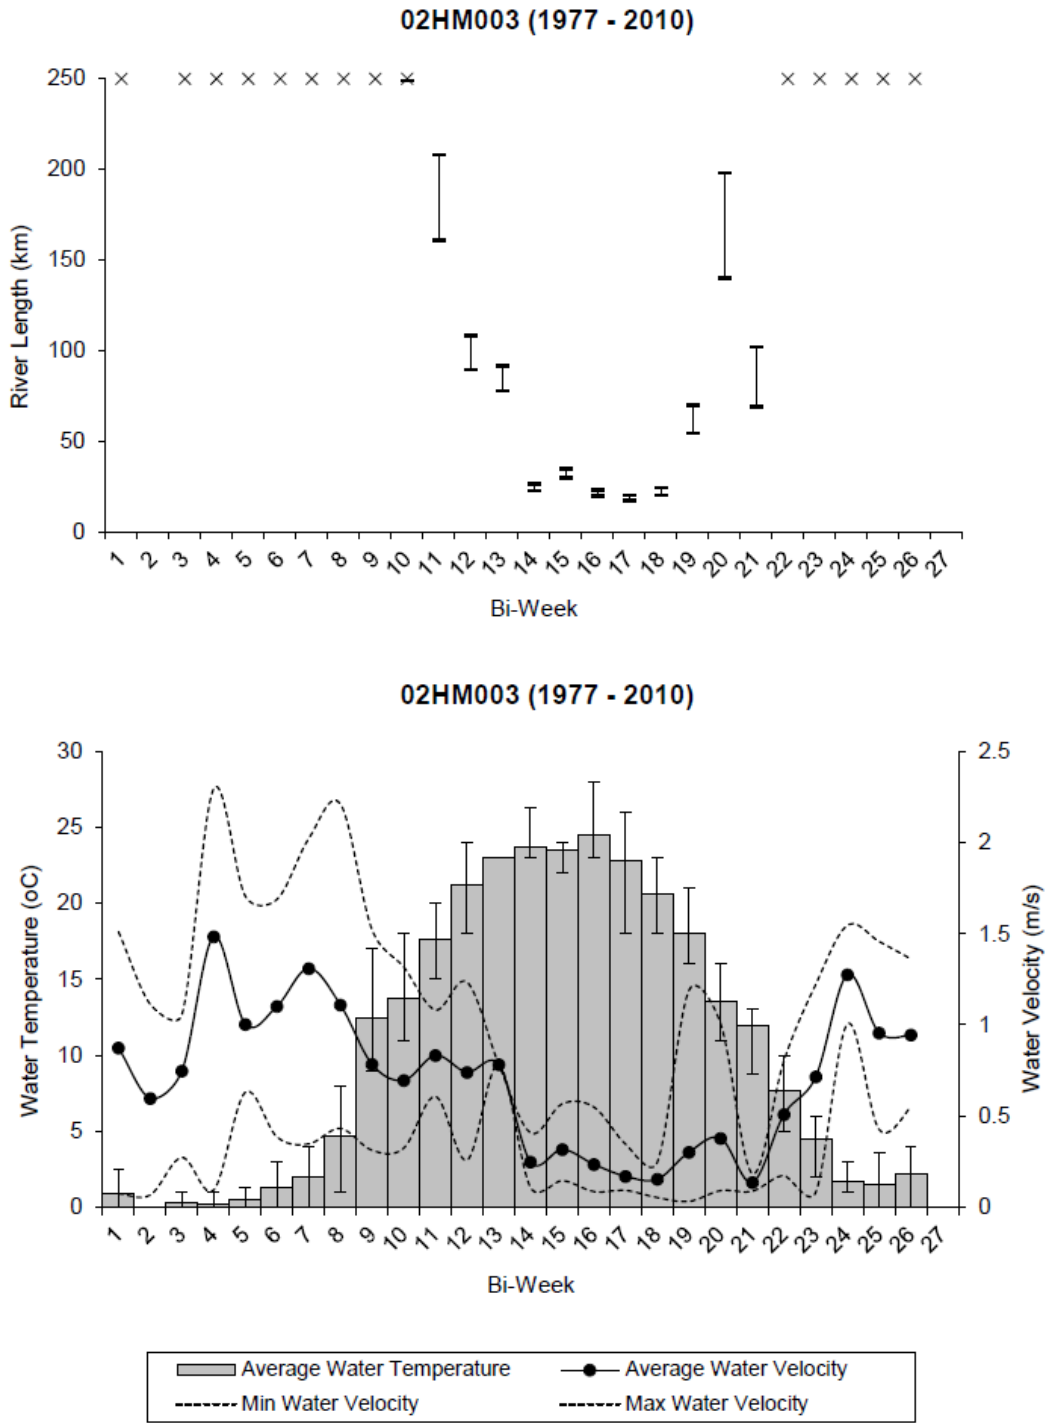 02HM003 (1977 - 2010)
250
200
150
100
50
0
River Length (km)
1 2 3 4 5 6 7 8 9 10 11 12 13 14 15 16 17 18 19 20 21 22 23 24 25 26 27
Bi-Week
02HM003 (1977 - 2010)
30 2.5
25 2
20
1.5
15
1
10
5 0.5
0 0
Water Temperature (oC)
Water Velocity (m/s)
1 2 3 4 5 6 7 8 9 10 11 12 13 14 15 16 17 18 19 20 21 22 23 24 25 26 27
Bi-Week
Average Water Temperature Average Water Velocity
Min Water Velocity Max Water Velocity